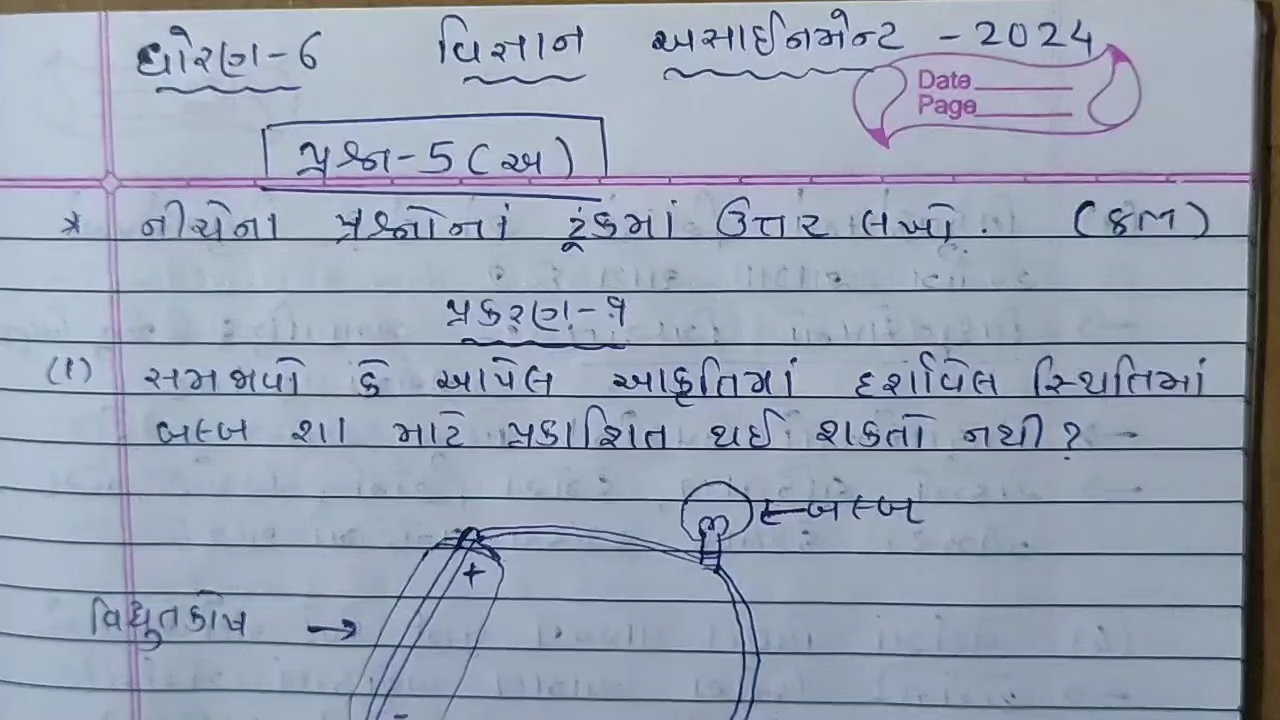 ધોરણ-6 વિજ્ઞાન અસાઈનમેન્ટ - 2024
Date
Page
પ્રશ્ન-5 (અ)
* નીચેના પ્રશ્નોનાં ટૂંકમાં ઉત્તર લખો. (8M)
પ્રકરણ-9
(1) સમજાવો કે આપેલ આકૃતિમાં દર્શાવેલ સ્થિતિમાં
બલ્બ શા માટે પ્રકાશિત થઈ શકતો નથી? -
બલ્બ
+
વિદ્યુતકોષ →
-